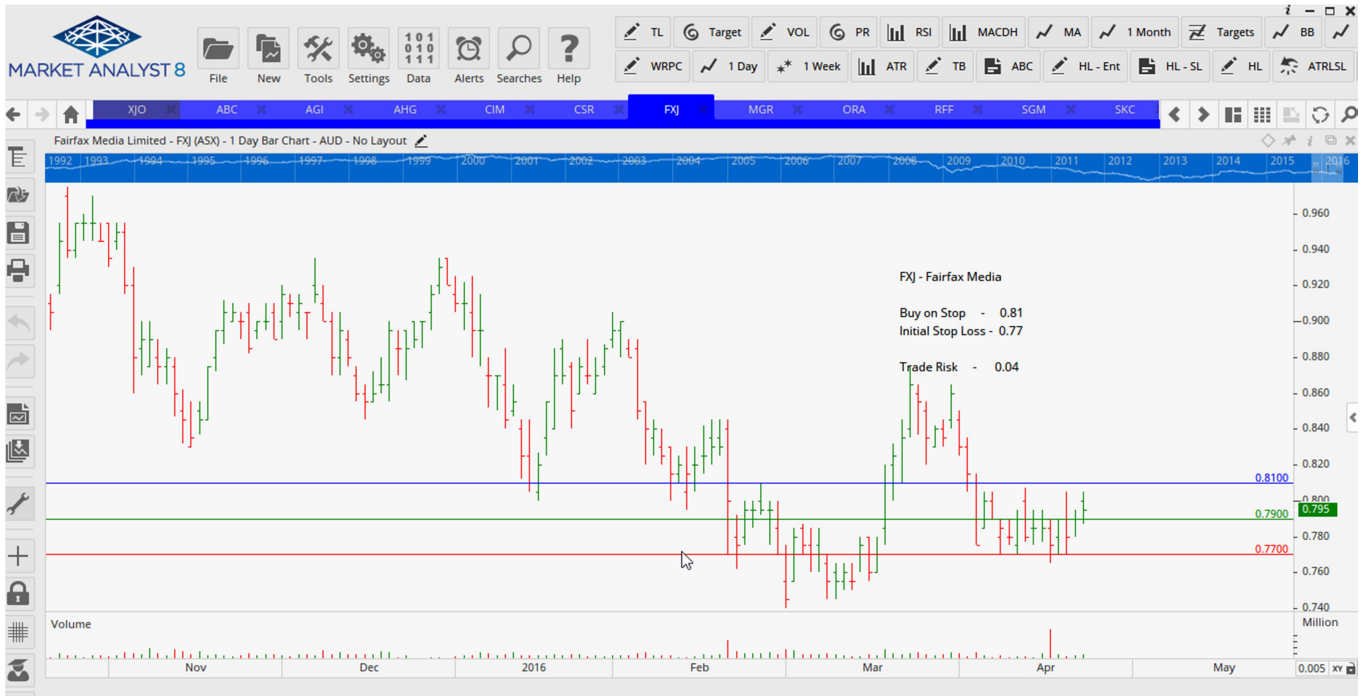 MARKET ANALYST 8
File New Tools Settings Data Alerts Searches Help
101
010
111
TL Target VOL PR RSI MACDH MA 1 Month Targets BB
WRPC 1 Day 1 Week ATR TB ABC HL - Ent HL - SL HL ATRLSL
XJO ABC AGI AHG CIM CSR FXJ MGR ORA RFF SGM SKC
Fairfax Media Limited - FXJ (ASX) - 1 Day Bar Chart - AUD - No Layout
1992 1993 1994 1995 1996 1997 1998 1999 2000 2001 2002 2003 2004 2005 2006 2007 2008 2009 2010 2011 2012 2013 2014 2015 2016
0.960
0.940
FXJ - Fairfax Media
0.920
Buy on Stop - 0.81
0.900
Initial Stop Loss - 0.77
0.880
Trade Risk - 0.04
0.860
0.840
0.820
0.8100
0.800
0.795
0.7900
0.780
0.7700
0.760
0.740
Volume
Million
Nov Dec 2016 Feb Mar Apr May
0.005 XY